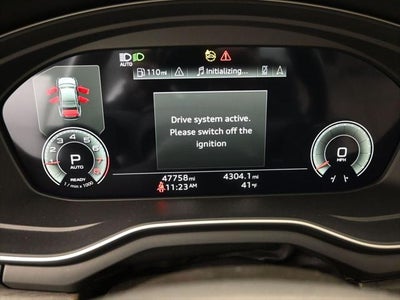 AUTO
110mi
Initializing...
Drive system active.
Please switch off the
ignition
P
AUTO
READY
1 / min x 1000
0
MPH
47758mi
4304.1mi
11:23AM
41°F